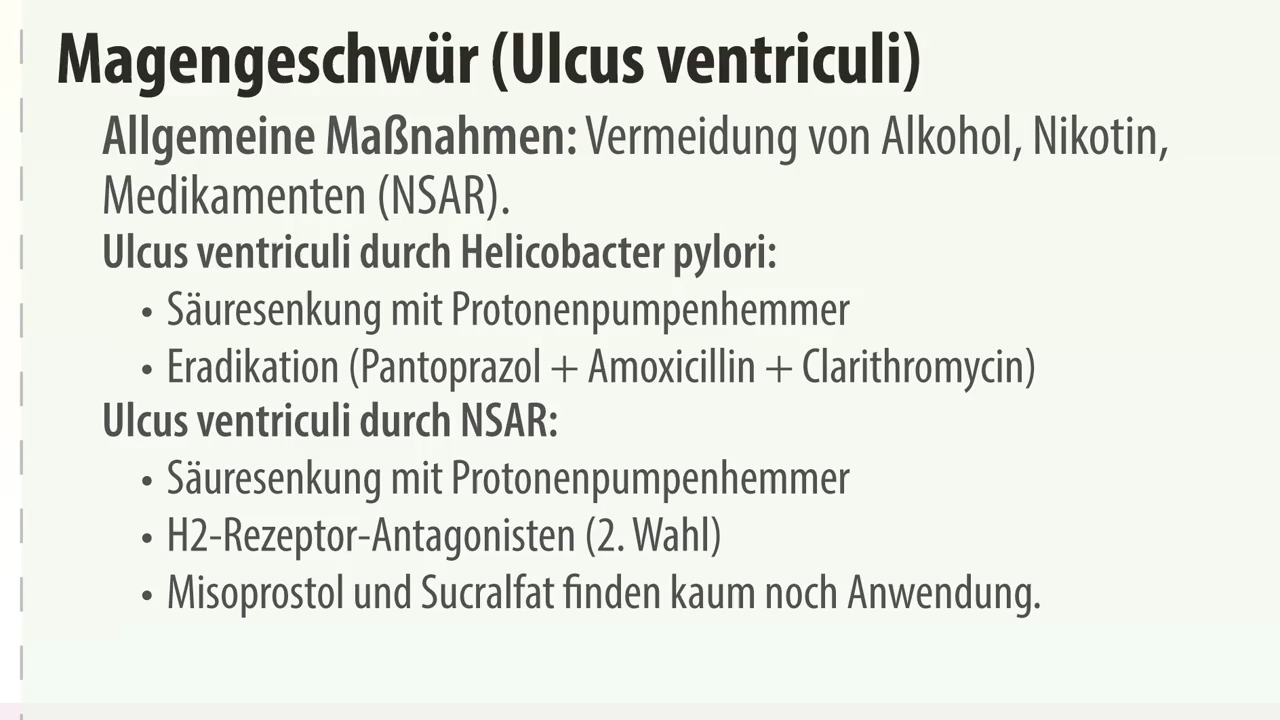 Magengeschwür (Ulcus ventriculi)
Allgemeine Maßnahmen: Vermeidung von Alkohol, Nikotin,
Medikamenten (NSAR).
Ulcus ventriculi durch Helicobacter pylori:
• Säuresenkung mit Protonenpumpenhemmer
• Eradikation (Pantoprazol + Amoxicillin + Clarithromycin)
Ulcus ventriculi durch NSAR:
• Säuresenkung mit Protonenpumpenhemmer
• H2-Rezeptor-Antagonisten (2. Wahl)
• Misoprostol und Sucralfat finden kaum noch Anwendung.